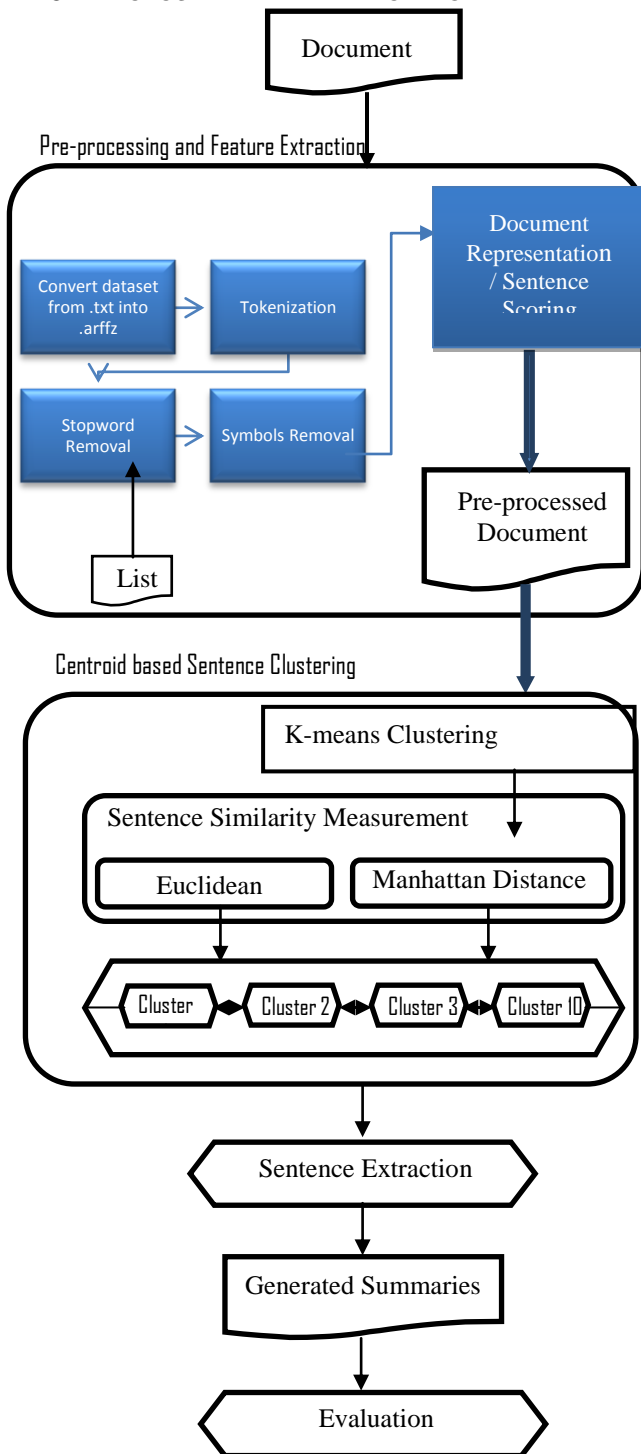 Document
Pre-processing and Feature Extraction
Convert dataset
from .txt into
.arffz
Tokenization
Document
Representation
/ Sentence
Scoring
Stopword
Removal
Symbols Removal
List
Pre-processed
Document
Centroid based Sentence Clustering
K-means Clustering
Sentence Similarity Measurement
Euclidean
Manhattan Distance
Cluster
Cluster 2
Cluster 3
Cluster 10
Sentence Extraction
Generated Summaries
Evaluation